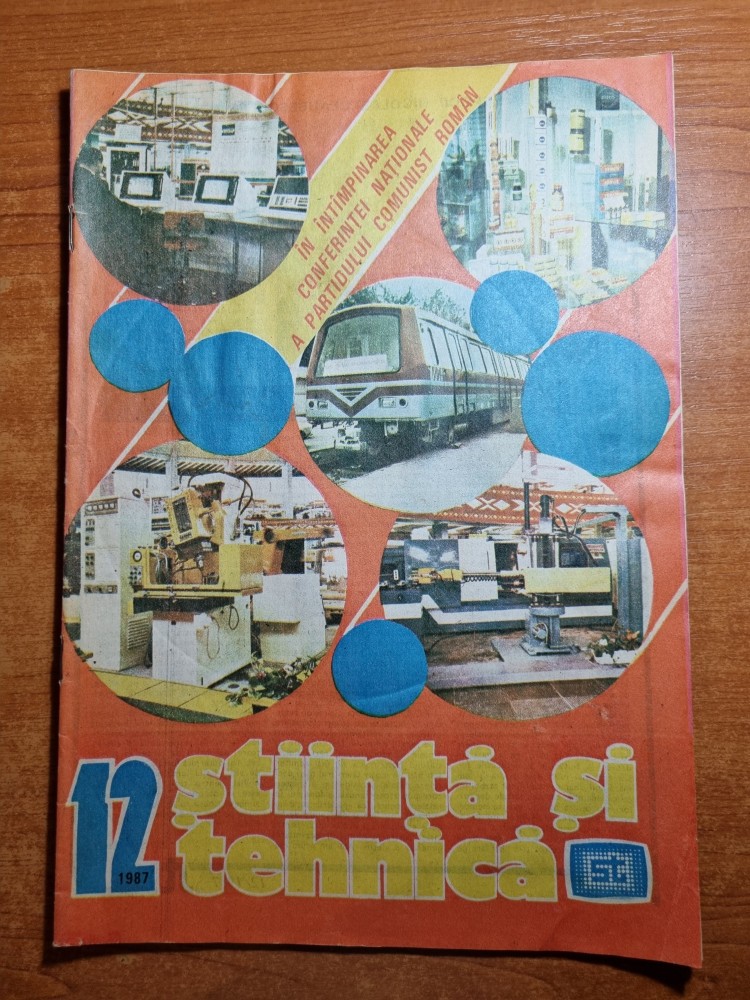 ÎN ÎNTÎMPINAREA
CONFERINȚEI NAȚIONALE
A PARTIDULUI COMUNIST ROMÂN
12
1987
știință și
tehnică